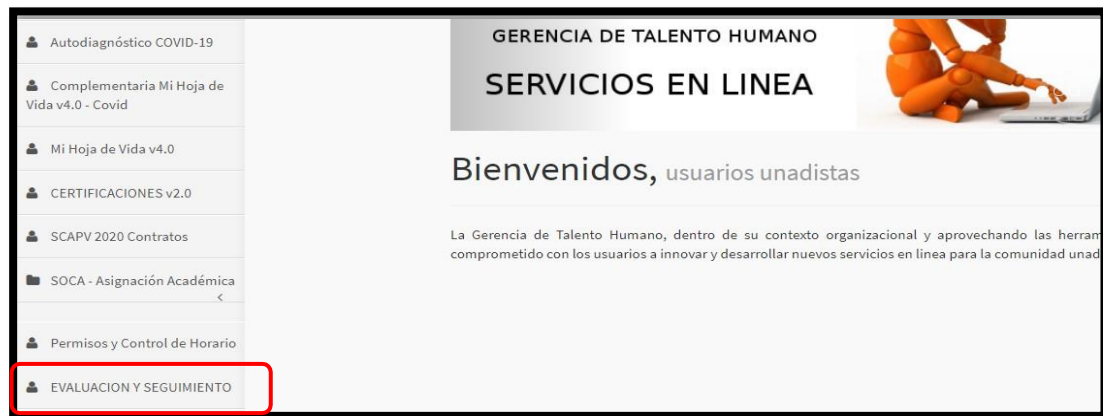 Autodiagnóstico COVID-19
Complementaria Mi Hoja de
Vida v4.0 - Covid
Mi Hoja de Vida v4.0
CERTIFICACIONES v2.0
SCAPV 2020 Contratos
SOCA - Asignación Académica
Permisos y Control de Horario
EVALUACION Y SEGUIMIENTO
GERENCIA DE TALENTO HUMANO
SERVICIOS EN LINEA
Bienvenidos, usuarios unadistas
La Gerencia de Talento Humano, dentro de su contexto organizacional y aprovechando las herram
comprometido con los usuarios a innovar y desarrollar nuevos servicios en linea para la comunidad unad